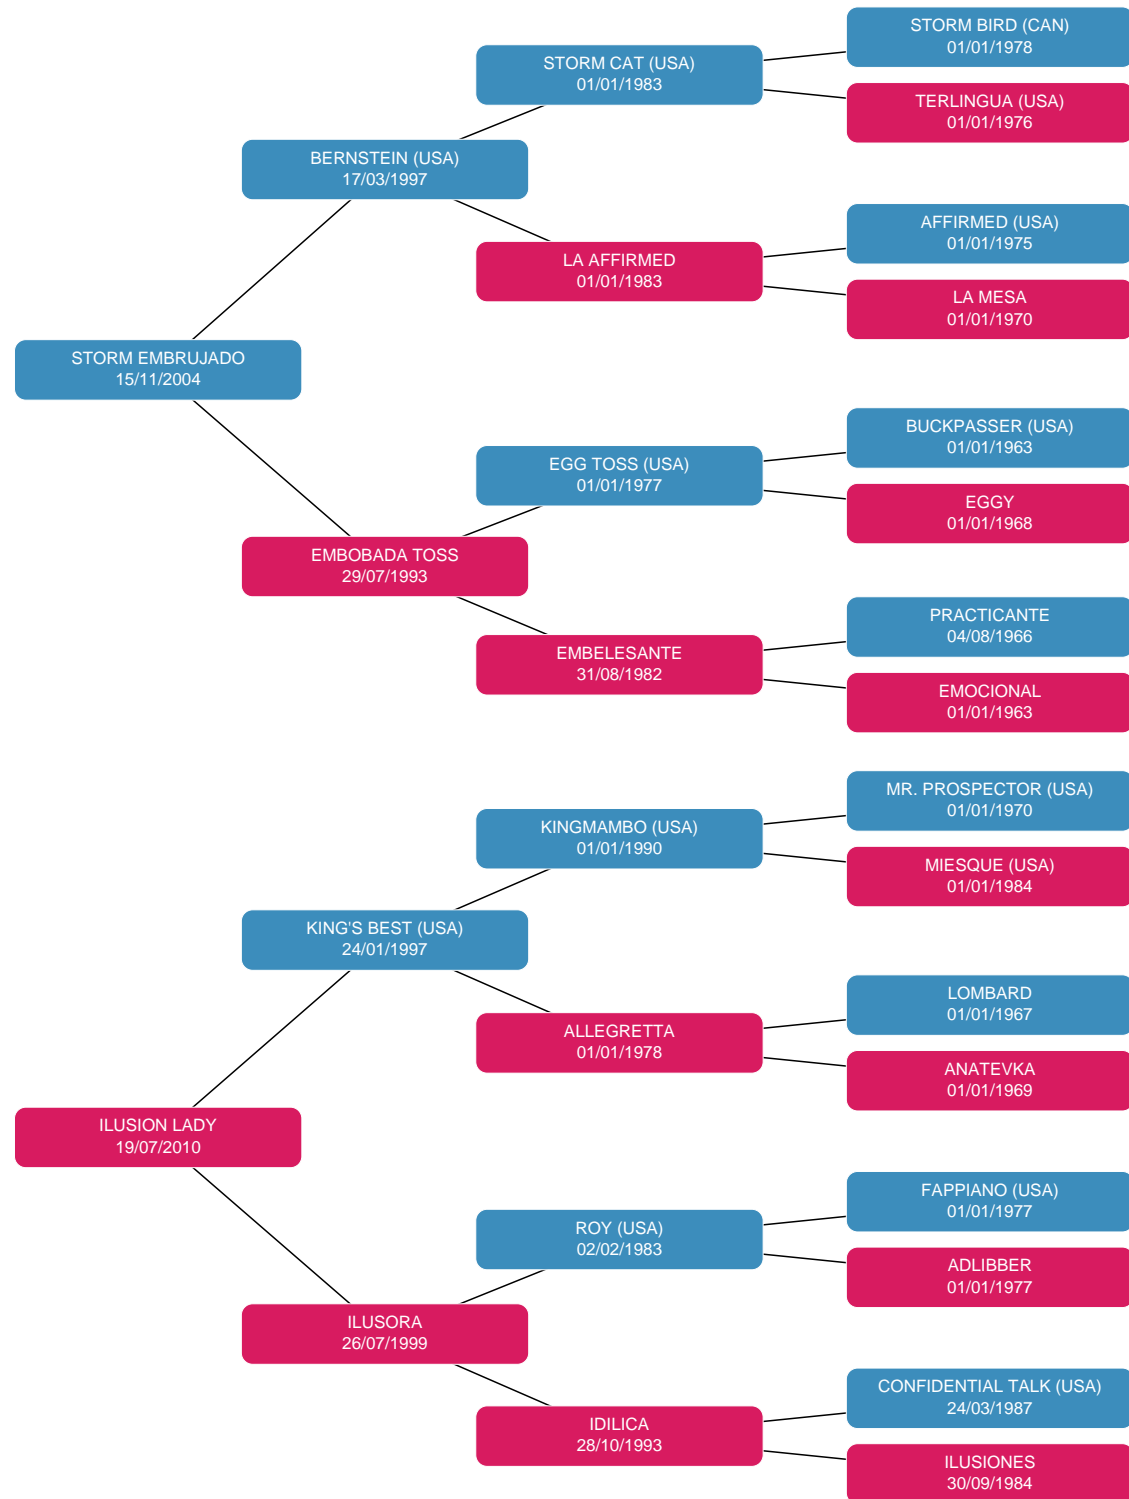 STORM BIRD (CAN)
01/01/1978
STORM CAT (USA)
01/01/1983
TERLINGUA (USA)
01/01/1976
BERNSTEIN (USA)
17/03/1997
AFFIRMED (USA)
01/01/1975
LA AFFIRMED
01/01/1983
LA MESA
01/01/1970
STORM EMBRUJADO
15/11/2004
BUCKPASSER (USA)
01/01/1963
EGG TOSS (USA)
01/01/1977
EGGY
01/01/1968
EMBOBADA TOSS
29/07/1993
PRACTICANTE
04/08/1966
EMBELESANTE
31/08/1982
EMOCIONAL
01/01/1963
MR. PROSPECTOR (USA)
01/01/1970
KINGMAMBO (USA)
01/01/1990
MIESQUE (USA)
01/01/1984
KING'S BEST (USA)
24/01/1997
LOMBARD
01/01/1967
ALLEGRETTA
01/01/1978
ANATEVKA
01/01/1969
ILUSION LADY
19/07/2010
FAPPIANO (USA)
01/01/1977
ROY (USA)
02/02/1983
ADLIBBER
01/01/1977
ILUSORA
26/07/1999
CONFIDENTIAL TALK (USA)
24/03/1987
IDILICA
28/10/1993
ILUSIONES
30/09/1984